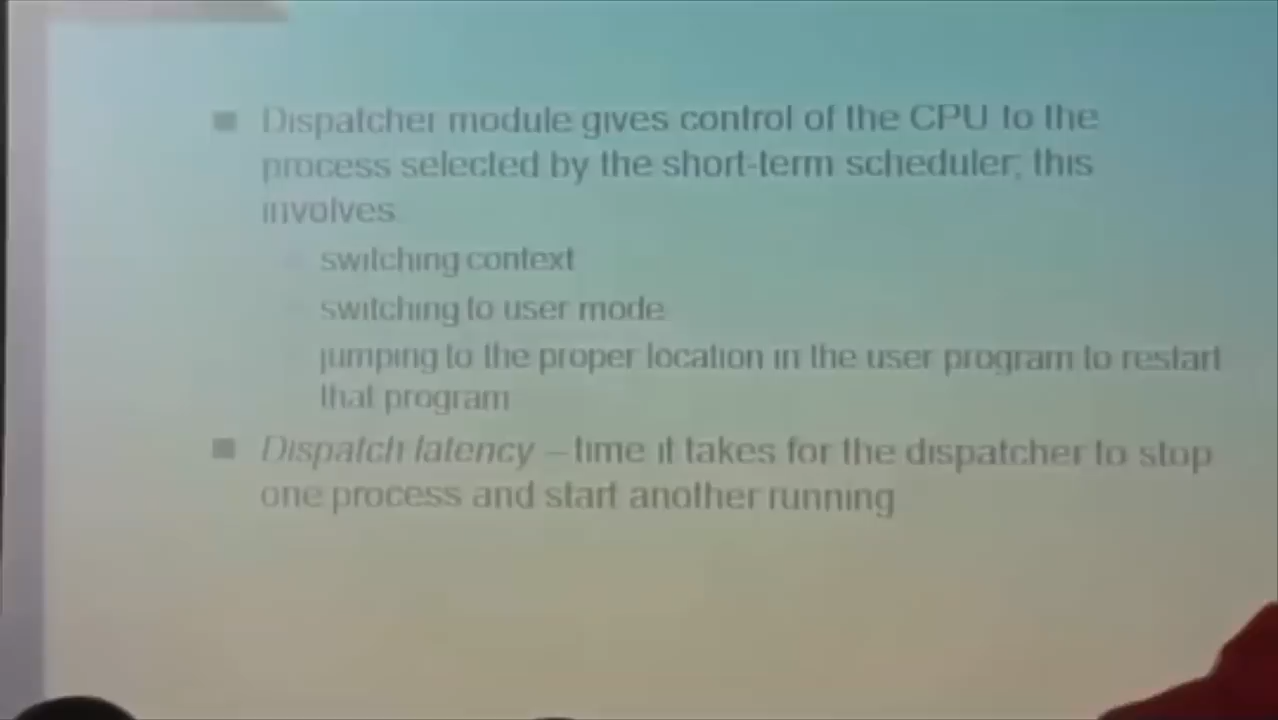 Dispatcher module gives control of the CPU to the
process selected by the short-term scheduler; this
involves
switching context
switching to user mode
jumping to the proper location in the user program to restart
that program
Dispatch latency – time it takes for the dispatcher to stop
one process and start another running